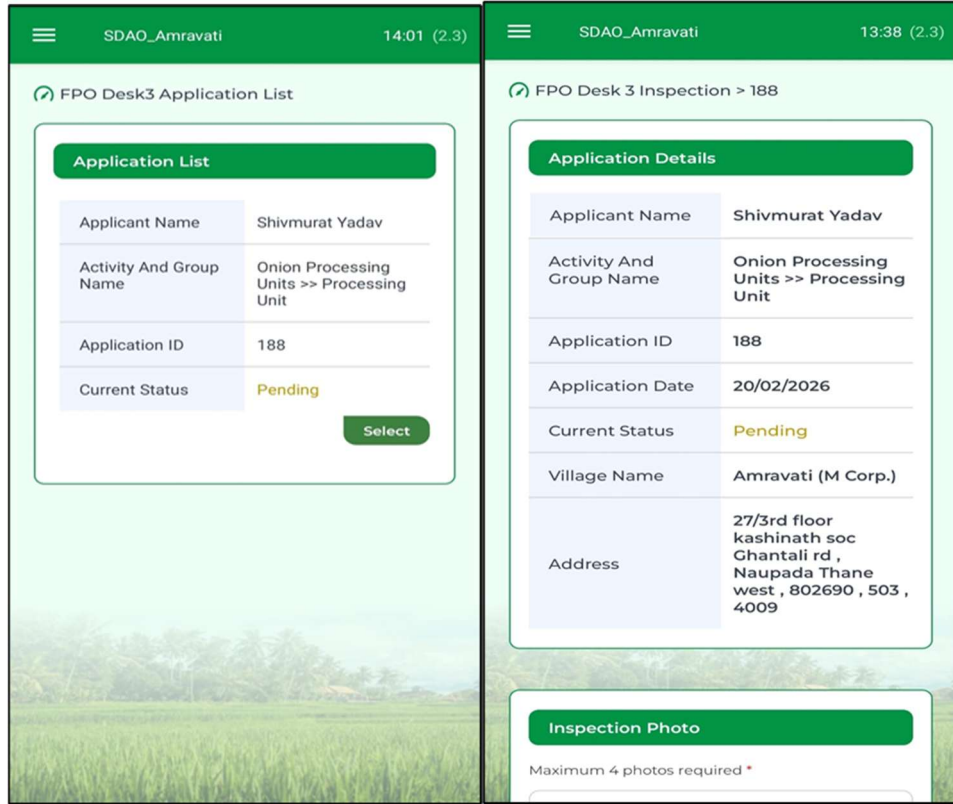 SDAO_Amravati 14:01 (2.3)
FPO Desk3 Application List
Application List
Applicant Name Shivmurat Yadav
Activity And Group Name Onion Processing Units >> Processing Unit
Application ID 188
Current Status Pending
Select
SDAO_Amravati 13:38 (2.3)
FPO Desk 3 Inspection > 188
Application Details
Applicant Name Shivmurat Yadav
Activity And Group Name Onion Processing Units >> Processing Unit
Application ID 188
Application Date 20/02/2026
Current Status Pending
Village Name Amravati (M Corp.)
Address 27/3rd floor
kashinath soc
Ghantali rd ,
Naupada Thane
west , 802690 , 503 ,
4009
Inspection Photo
Maximum 4 photos required *